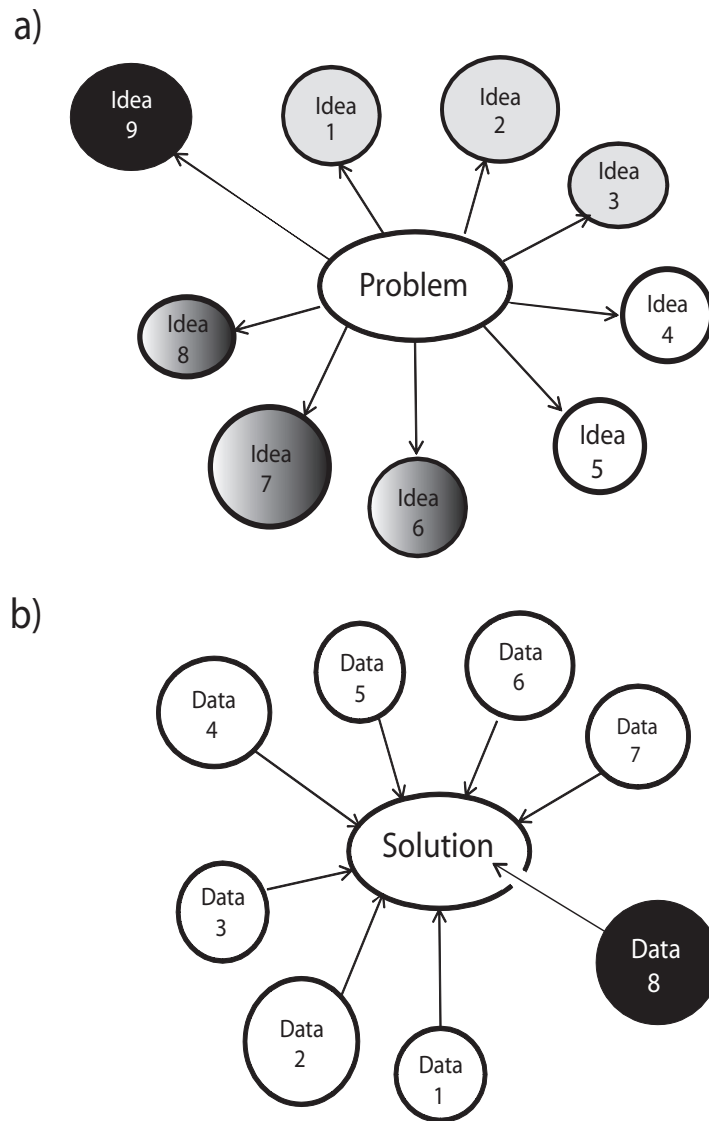 a)
Idea
9
Idea
1
Idea
2
Idea
3
Problem
Idea
4
Idea
8
Idea
5
Idea
7
Idea
6
b)
Data
5
Data
6
Data
4
Data
7
Solution
Data
3
Data
8
Data
2
Data
1